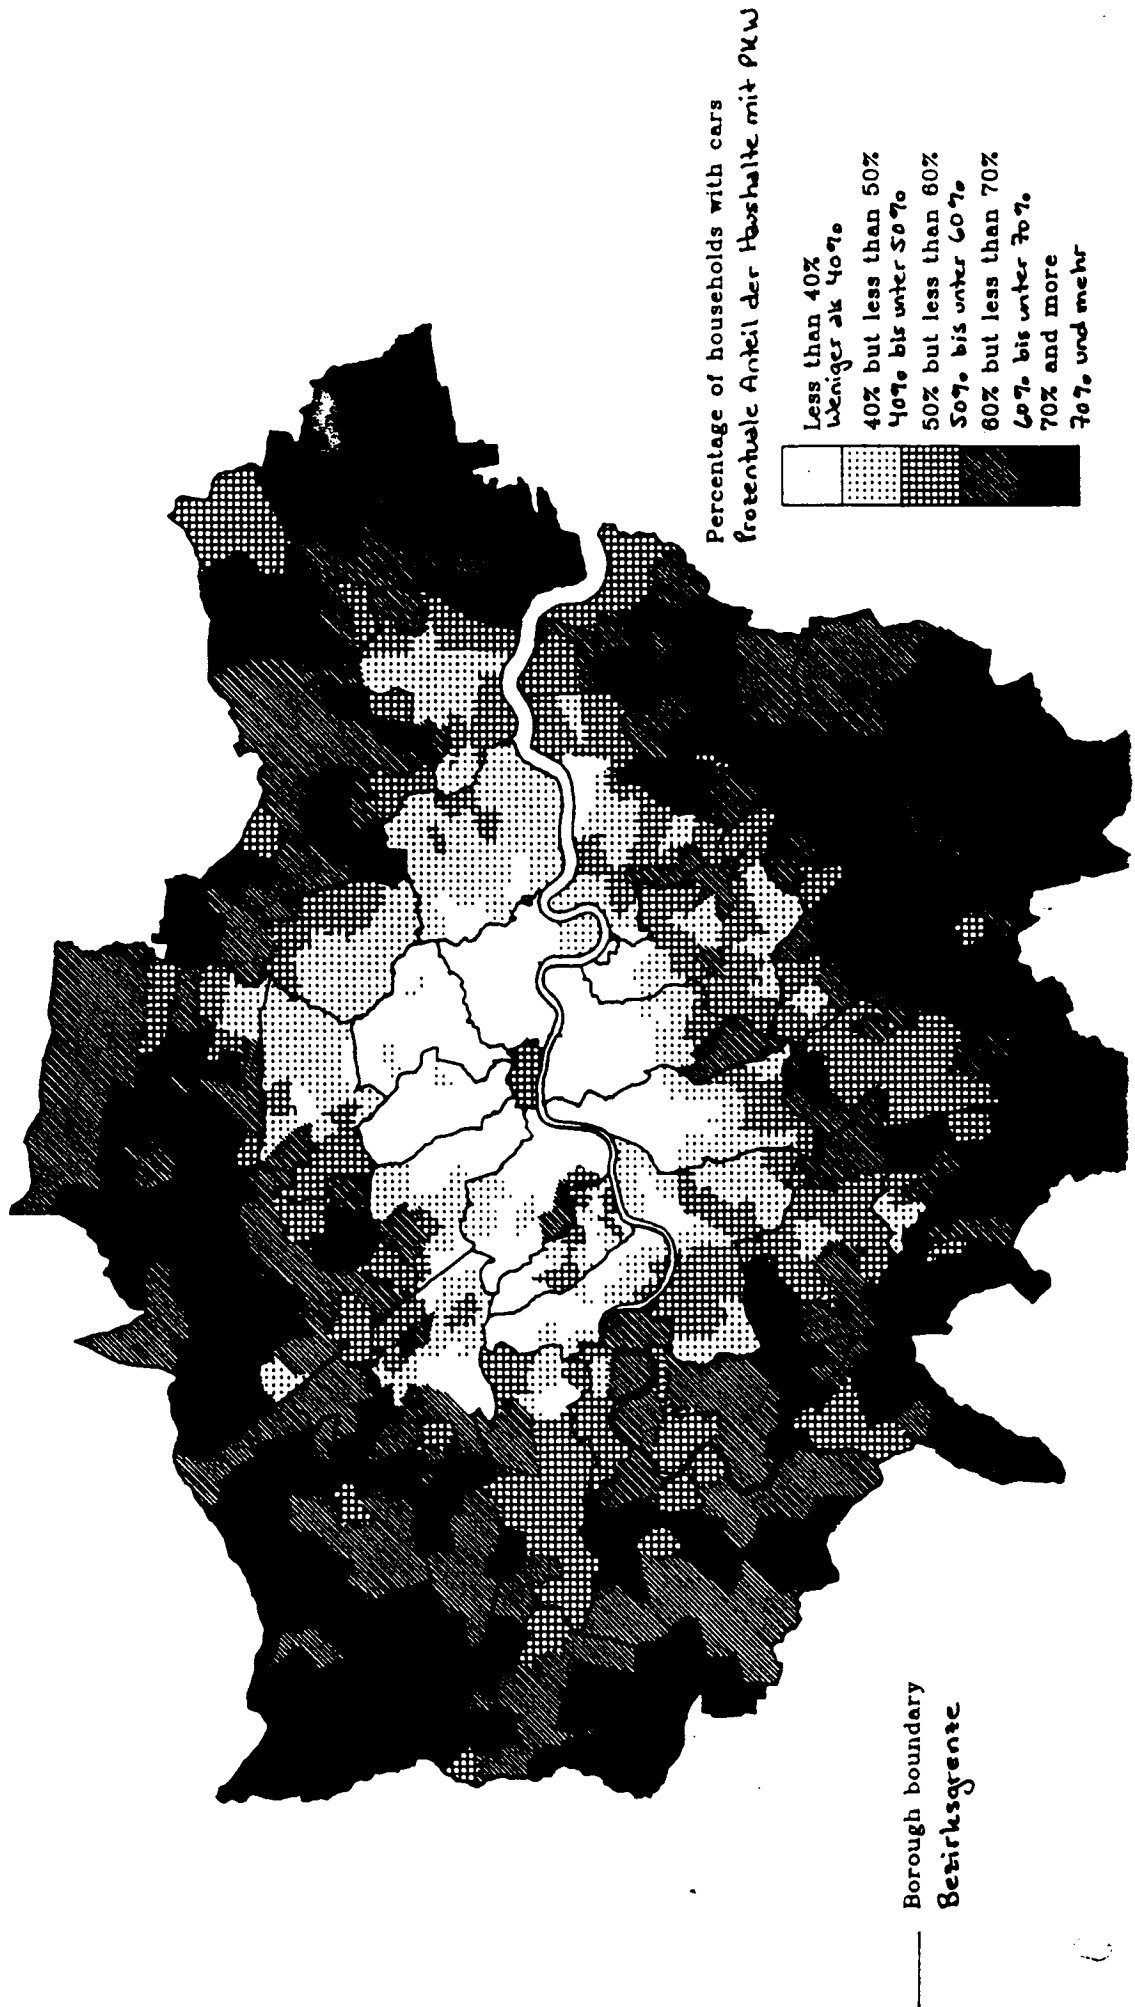 Percentage of households with cars
Prozentuale Anteil der Haushalte mit PKW
Less than 40%
Weniger als 40%
40% but less than 50%
40% bis unter 50%
50% but less than 60%
50% bis unter 60%
60% but less than 70%
60% bis unter 70%
70% and more
70% und mehr
Borough boundary
Bezirksgrenze